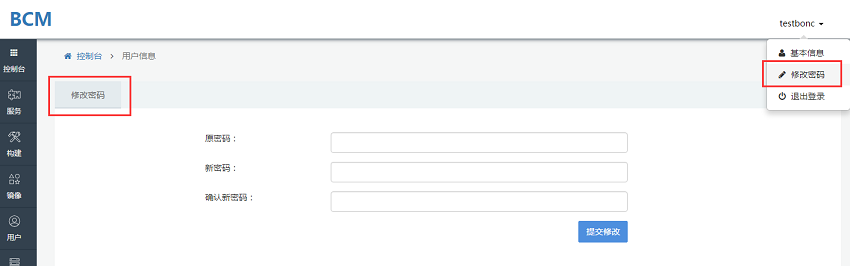 BCM
testbonc
控制台 > 用户信息
基本信息
修改密码
退出登录
控制台
服务
构建
镜像
用户
修改密码
原密码：
新密码：
确认新密码：
提交修改